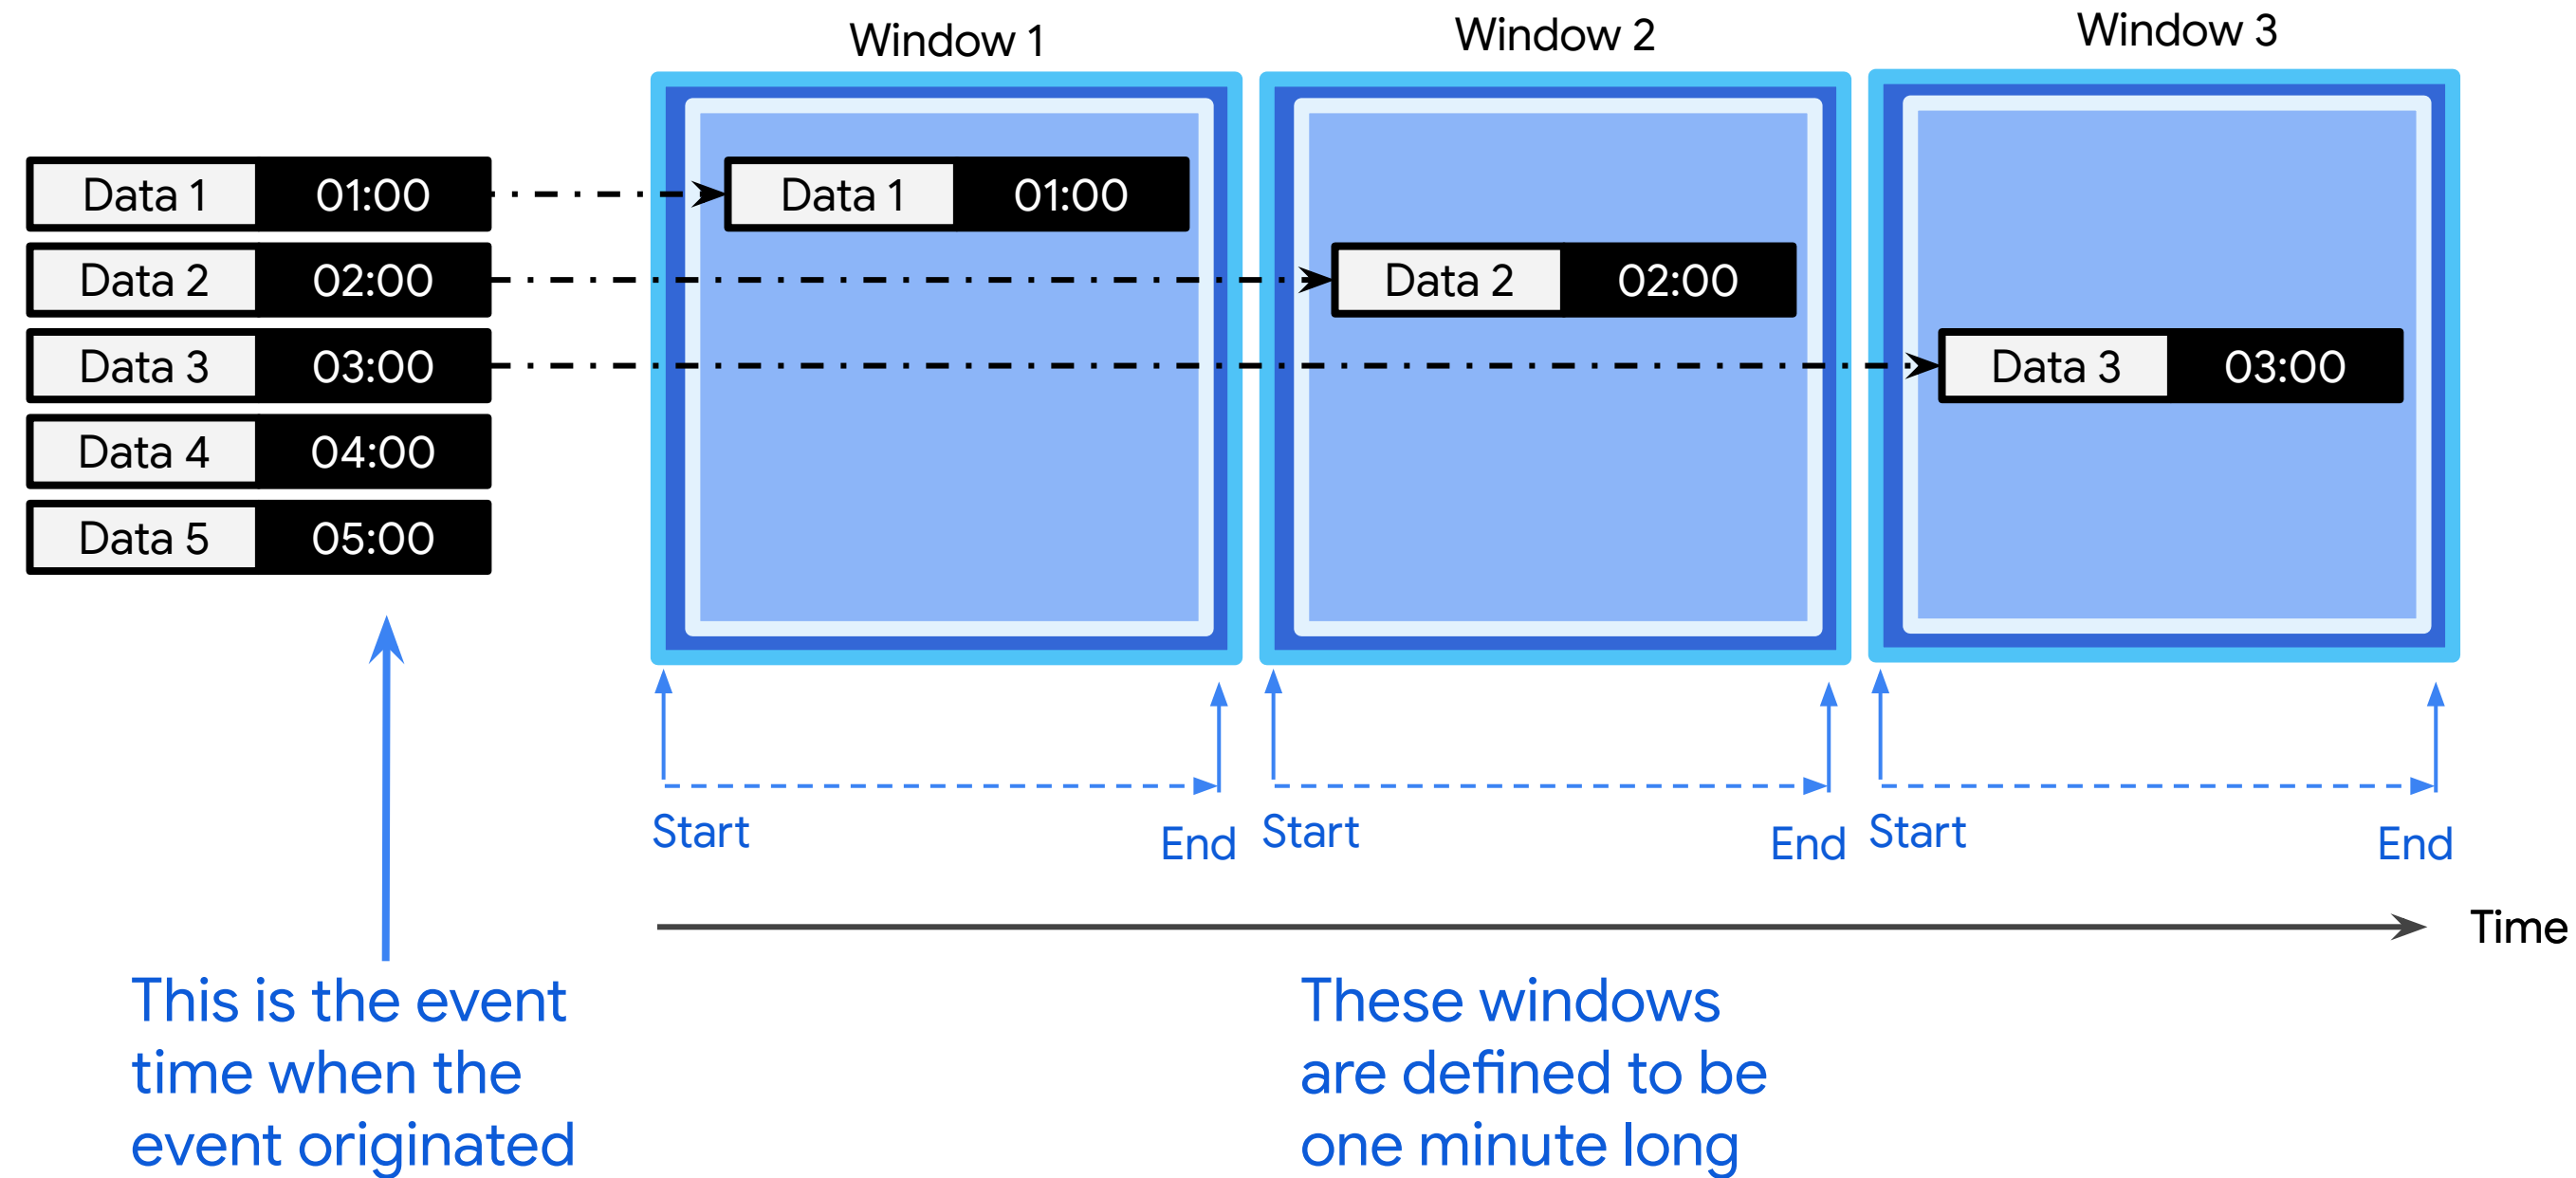 Window 1
Window 2
Window 3
Data 1 01:00
Data 2 02:00
Data 3 03:00
Data 4 04:00
Data 5 05:00
Data 1 01:00
Data 2 02:00
Data 3 03:00
Start
End
Start
End
Start
End
Time
This is the event
time when the
event originated
These windows
are defined to be
one minute long